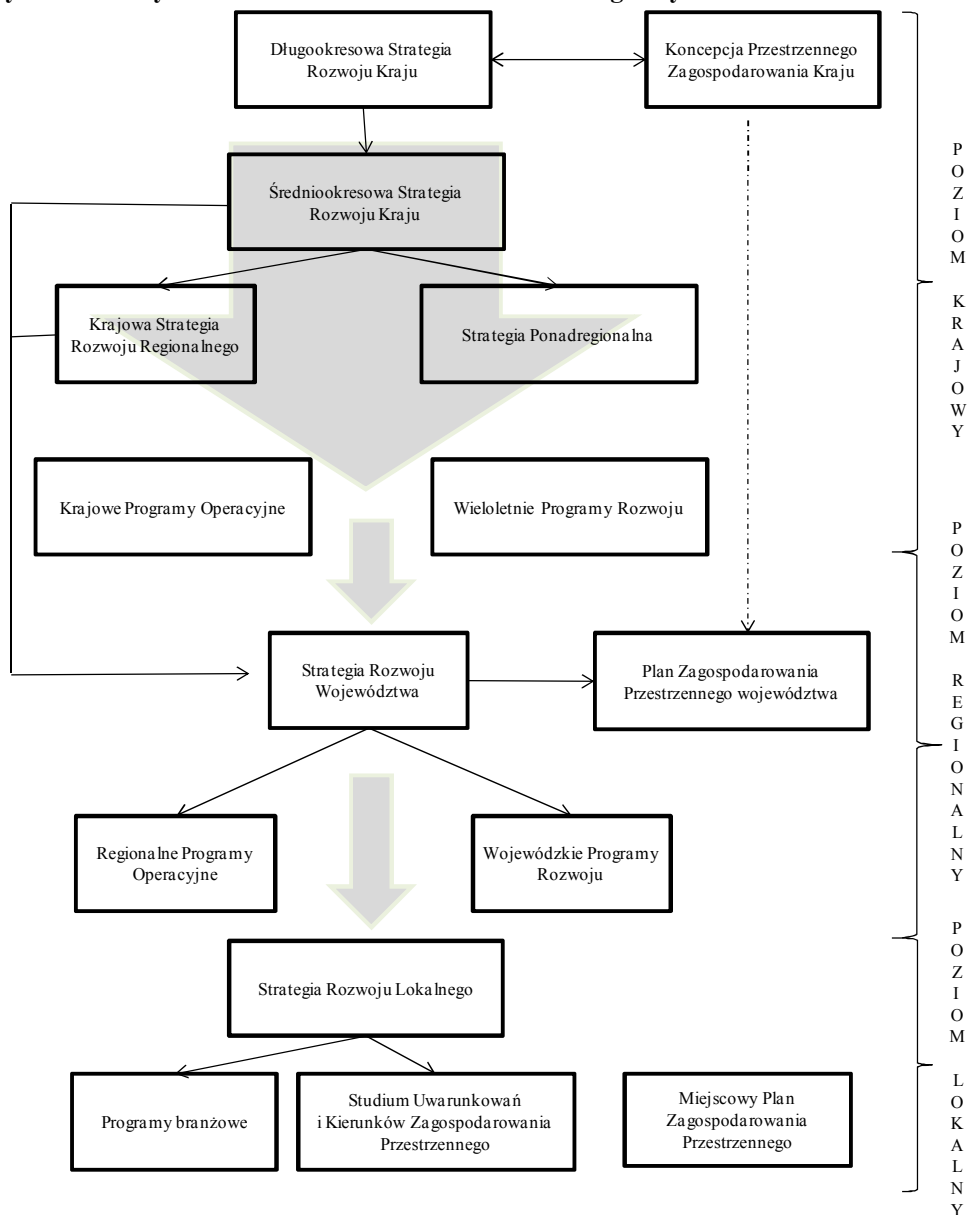 Długookresowa Strategia
Rozwoju Kraju
Koncepcja Przestrzennego
Zagospodarowania Kraju
Średniookresowa Strategia
Rozwoju Kraju
Krajowa Strategia
Rozwoju Regionalnego
Strategia Ponadregionalna
Krajowe Programy Operacyjne
Wieloletnie Programy Rozwoju
Strategia Rozwoju
Województwa
Plan Zagospodarowania
Przestrzennego województwa
Regionalne Programy
Operacyjne
Wojewódzkie Programy
Rozwoju
Strategia Rozwoju Lokalnego
Programy branżowe
Studium Uwarunkowań
i Kierunków Zagospodarowania
Przestrzennego
Miejscowy Plan
Zagospodarowania
Przestrzennego
POZIOM KRAJOWY
POZIOM REGIONALNY
POZIOM LOKALNY